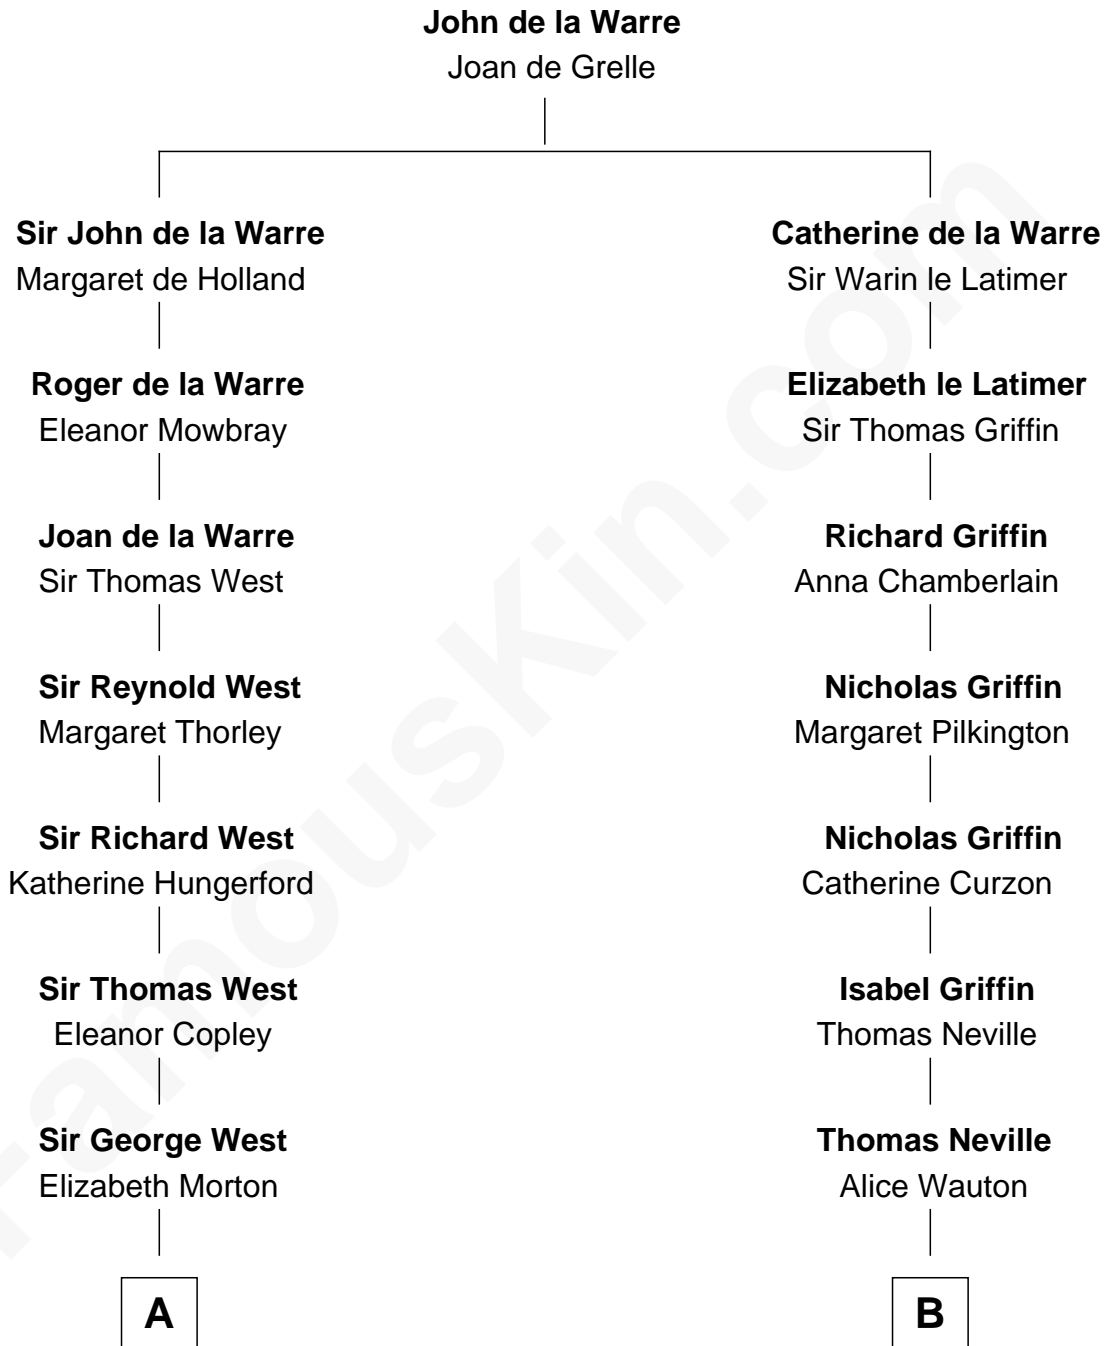 John de la Warre
Joan de Grelle
Sir John de la Warre
Margaret de Holland
Catherine de la Warre
Sir Warin le Latimer
Roger de la Warre
Eleanor Mowbray
Elizabeth le Latimer
Sir Thomas Griffin
Joan de la Warre
Sir Thomas West
Richard Griffin
Anna Chamberlain
Sir Reynold West
Margaret Thorley
Nicholas Griffin
Margaret Pilkington
Sir Richard West
Katherine Hungerford
Nicholas Griffin
Catherine Curzon
Sir Thomas West
Eleanor Copley
Isabel Griffin
Thomas Neville
Sir George West
Elizabeth Morton
Thomas Neville
Alice Wauton
A
B
FamousKin.com